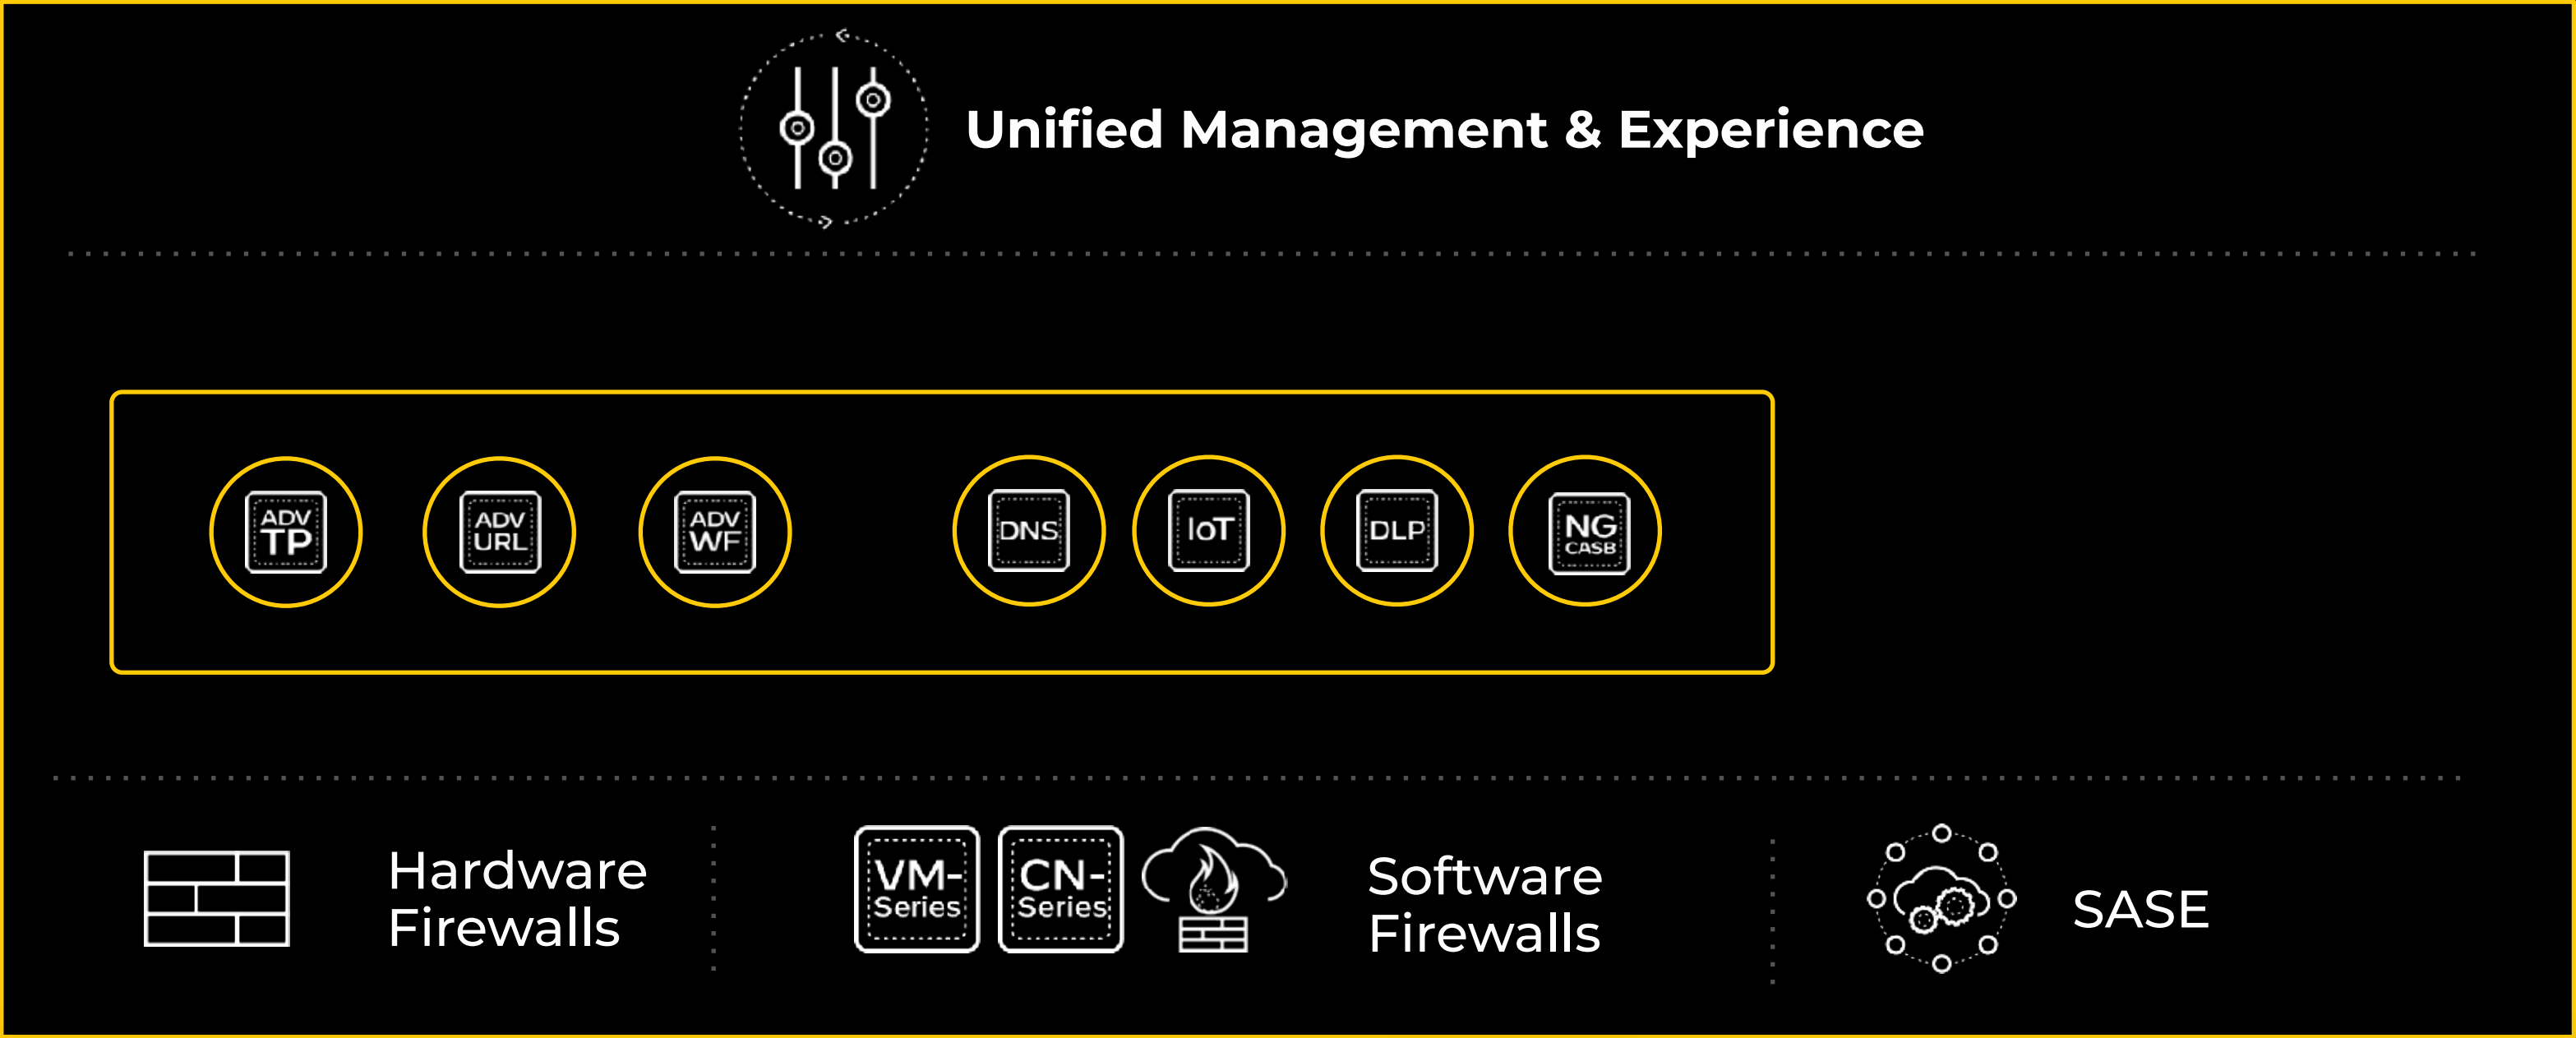 Unified Management & Experience
ADV
TP
ADV
URL
ADV
WF
DNS
IoT
DLP
NG
CASB
Hardware
Firewalls
VM-
Series
CN-
Series
Software
Firewalls
SASE